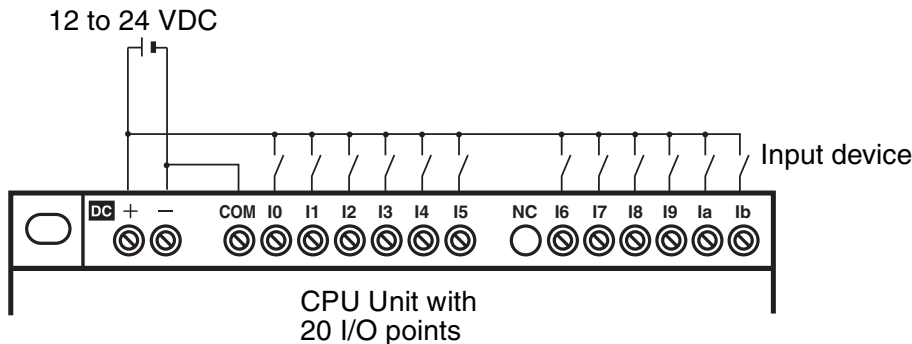 12 to 24 VDC
Input device
DC + − COM I0 I1 I2 I3 I4 I5 NC I6 I7 I8 I9 Ia Ib
CPU Unit with
20 I/O points